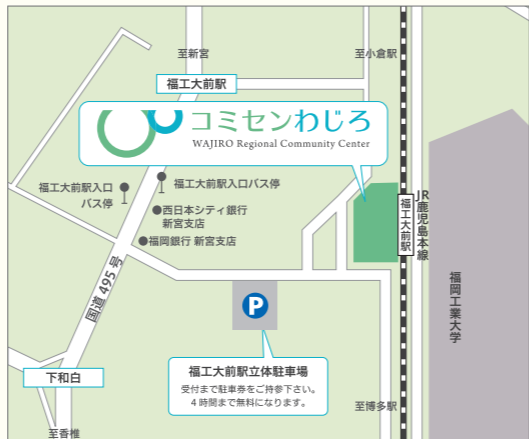 至新宮
至小倉駅
福工大前駅
コミセンわじろ
WAJIRO Regional Community Center
福工大前駅入口
バス停
福工大前駅入口バス停
西日本シティ銀行
新宮支店
福岡銀行 新宮支店
国道 495 号
福工大前駅
JR鹿児島本線
福岡工業大学
P
福工大前駅立体駐車場
受付まで駐車券をご持参下さい。
4 時間まで無料になります。
下和白
至香椎
至博多駅